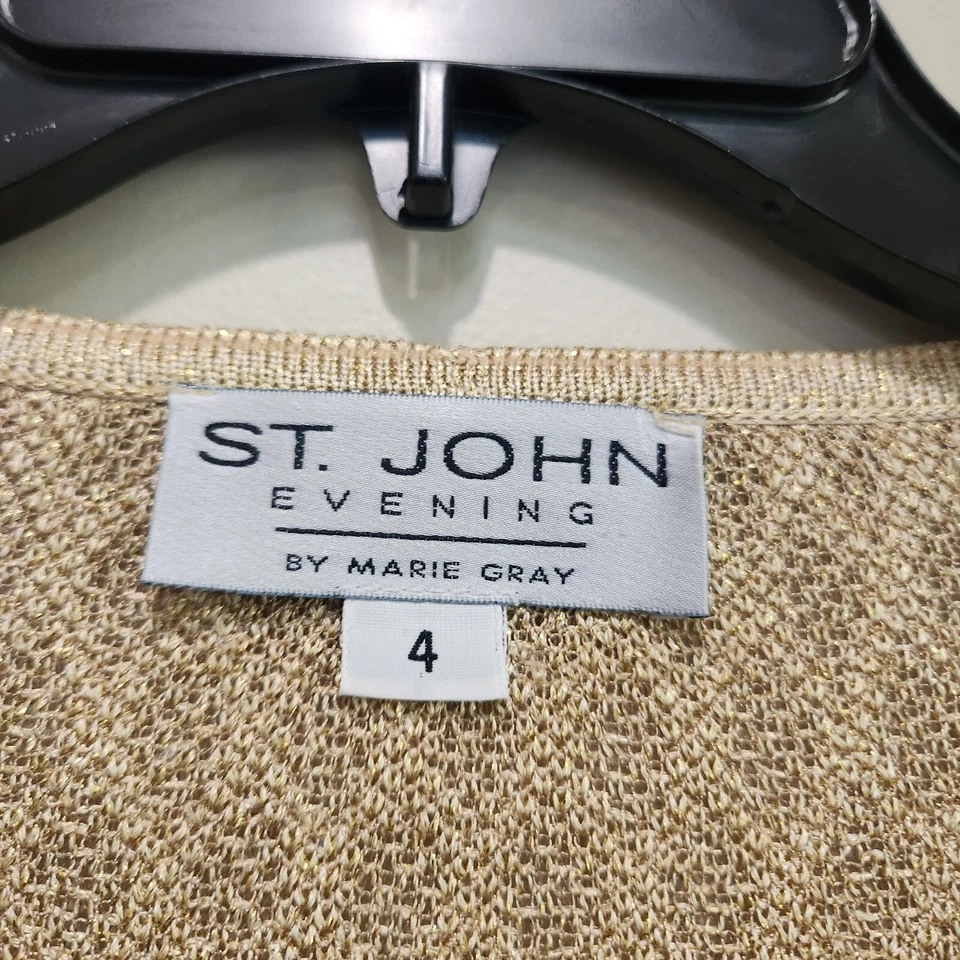 ST. JOHN
EVENING
BY MARIE GRAY
4